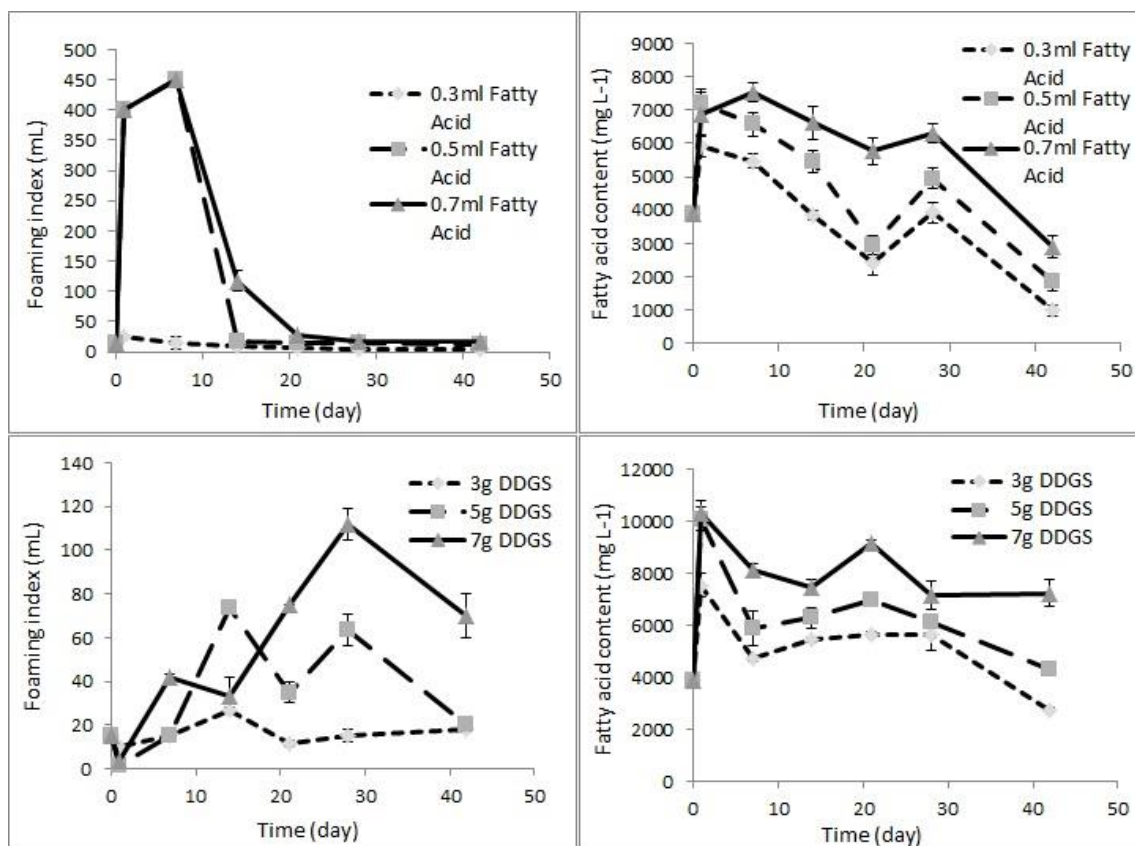 500
450
400
350
300
250
200
150
100
50
0
Foaming index (mL)
0 10 20 30 40 50
Time (day)
0.3ml Fatty
Acid
0.5ml Fatty
Acid
0.7ml Fatty
Acid
9000
8000
7000
6000
5000
4000
3000
2000
1000
0
Fatty acid content (mg L-1)
0 10 20 30 40 50
Time (day)
0.3ml Fatty
Acid
0.5ml Fatty
Acid
0.7ml Fatty
Acid
140
120
100
80
60
40
20
0
Foaming index (mL)
0 10 20 30 40 50
Time (day)
3g DDGS
5g DDGS
7g DDGS
12000
10000
8000
6000
4000
2000
0
Fatty acid content (mg L-1)
0 10 20 30 40 50
Time (day)
3g DDGS
5g DDGS
7g DDGS